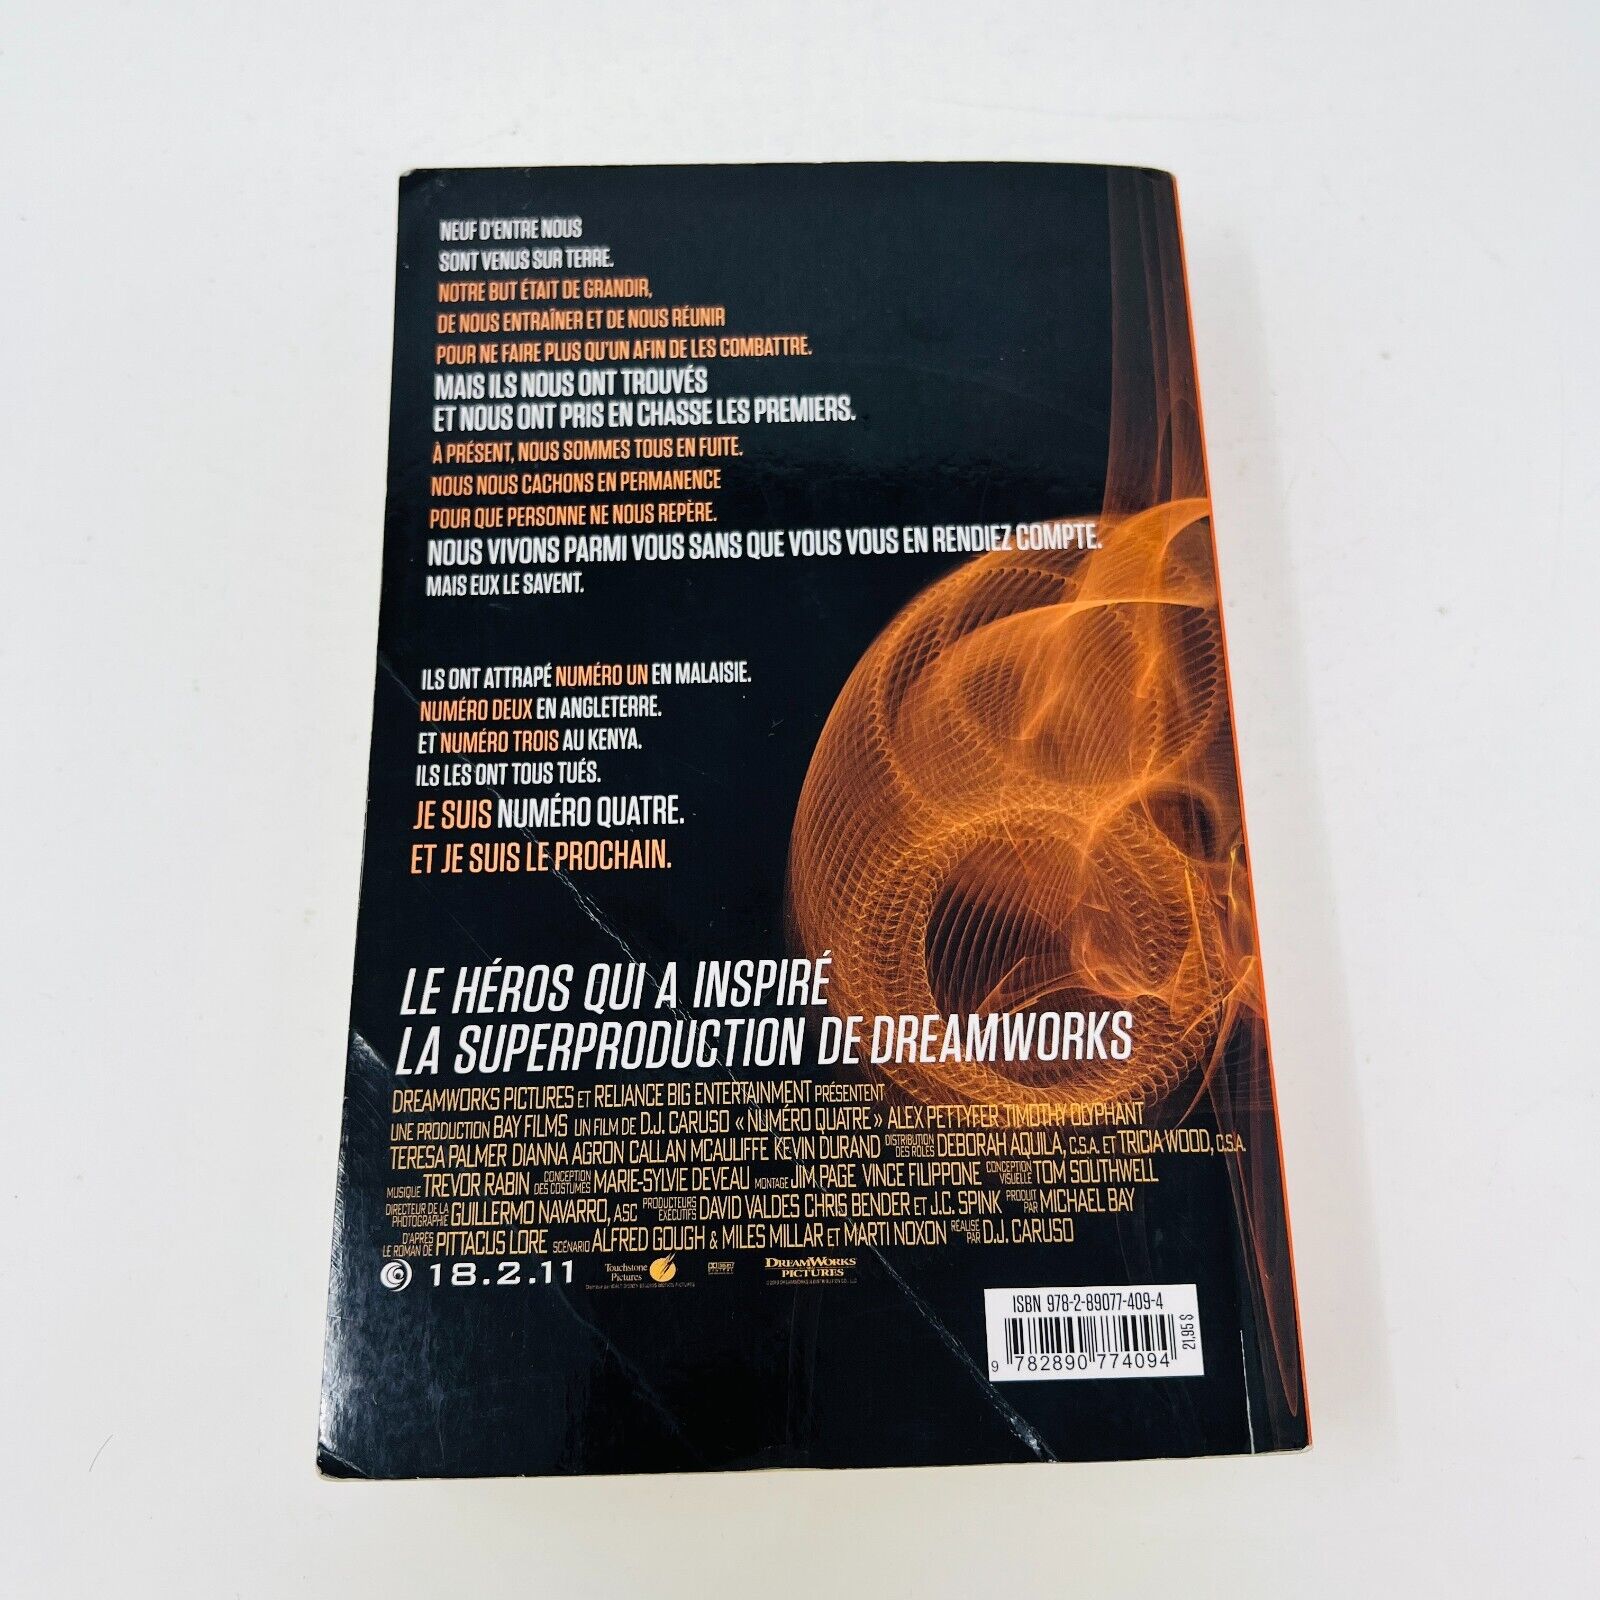 NEUF D'ENTRE NOUS
SONT VENUS SUR TERRE.
NOTRE BUT ÉTAIT DE GRANDIR,
DE NOUS ENTRAÎNER ET DE NOUS RÉUNIR
POUR NE FAIRE PLUS QU'UN AFIN DE LES COMBATTRE.
MAIS ILS NOUS ONT TROUVÉS
ET NOUS ONT PRIS EN CHASSE LES PREMIERS.
À PRÉSENT, NOUS SOMMES TOUS EN FUITE.
NOUS NOUS CACHONS EN PERMANENCE
POUR QUE PERSONNE NE NOUS REPÈRE.
NOUS VIVONS PARMI VOUS SANS QUE VOUS VOUS EN RENDIEZ COMPTE.
MAIS EUX LE SAVENT.
ILS ONT ATTRAPÉ NUMÉRO UN EN MALAISIE.
NUMÉRO DEUX EN ANGLETERRE.
ET NUMÉRO TROIS AU KENYA.
ILS LES ONT TOUS TUÉS.
JE SUIS NUMÉRO QUATRE.
ET JE SUIS LE PROCHAIN.
LE HÉROS QUI A INSPIRÉ
LA SUPERPRODUCTION DE DREAMWORKS
DREAMWORKS PICTURES ET RELIANCE BIG ENTERTAINMENT PRÉSENTENT
UNE PRODUCTION BAY FILMS UN FILM DE D.J. CARUSO « NUMÉRO QUATRE » ALEX PETTYFER TIMOTHY OLYPHANT
TERESA PALMER DIANNA AGRON CALLAN MCAULIFFE KEVIN DURAND DISTRIBUTION DES RÔLES DEBORAH AQUILA, C.S.A. ET TRICIA WOOD, C.S.A.
MUSIQUE TREVOR RABIN CONCEPTION DES COSTUMES MARIE-SYLVIE DEVEAU MONTAGE JIM PAGE VINCE FILIPPONE CONCEPTION VISUELLE TOM SOUTHWELL
DIRECTEUR DE LA PHOTOGRAPHIE GUILLERMO NAVARRO, ASC PRODUCTEURS EXÉCUTIFS DAVID VALDES CHRIS BENDER ET J.C. SPINK PRODUIT PAR MICHAEL BAY
D'APRÈS LE ROMAN DE PITTACUS LORE SCÉNARIO ALFRED GOUGH & MILES MILLAR ET MARTI NOXON RÉALISÉ PAR D.J. CARUSO
18.2.11 Touchstone Pictures DREAMWORKS PICTURES
ISBN 978-2-89077-409-4
21,95 $
9 782890 774094